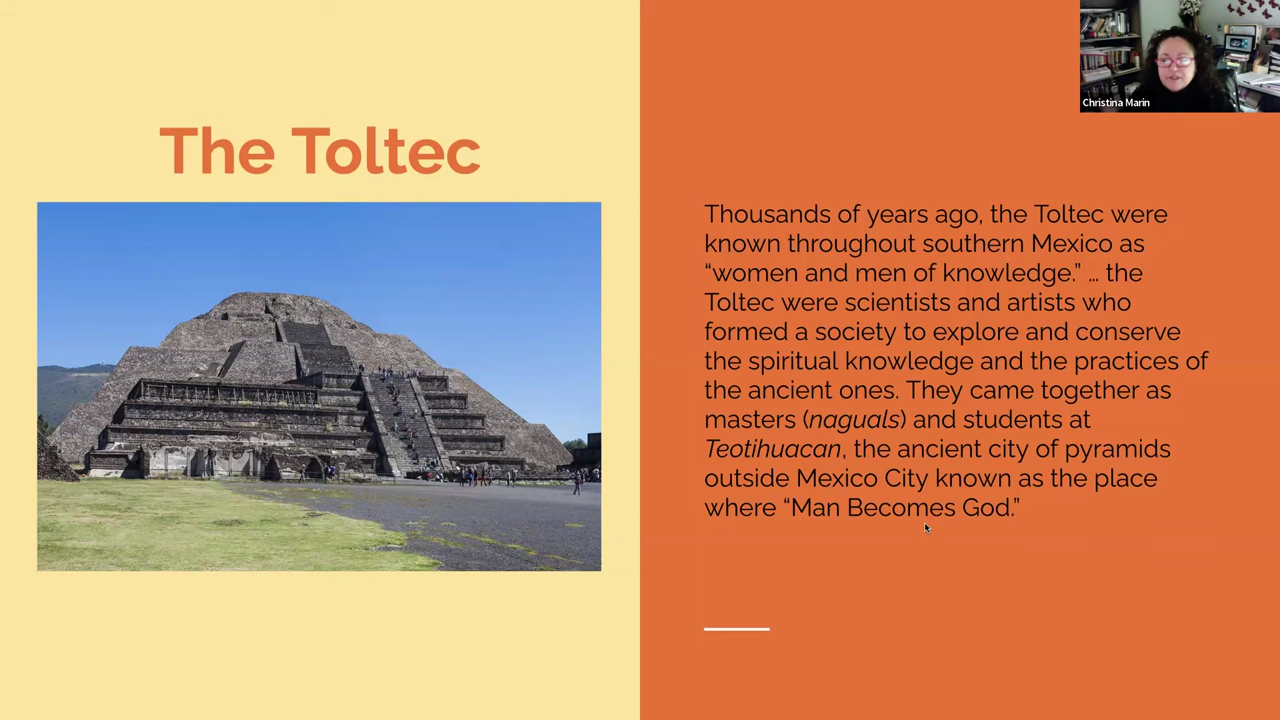 The Toltec
Thousands of years ago, the Toltec were
known throughout southern Mexico as
“women and men of knowledge.” ... the
Toltec were scientists and artists who
formed a society to explore and conserve
the spiritual knowledge and the practices of
the ancient ones. They came together as
masters (naguals) and students at
Teotihuacan, the ancient city of pyramids
outside Mexico City known as the place
where “Man Becomes God.”
Christina Marin